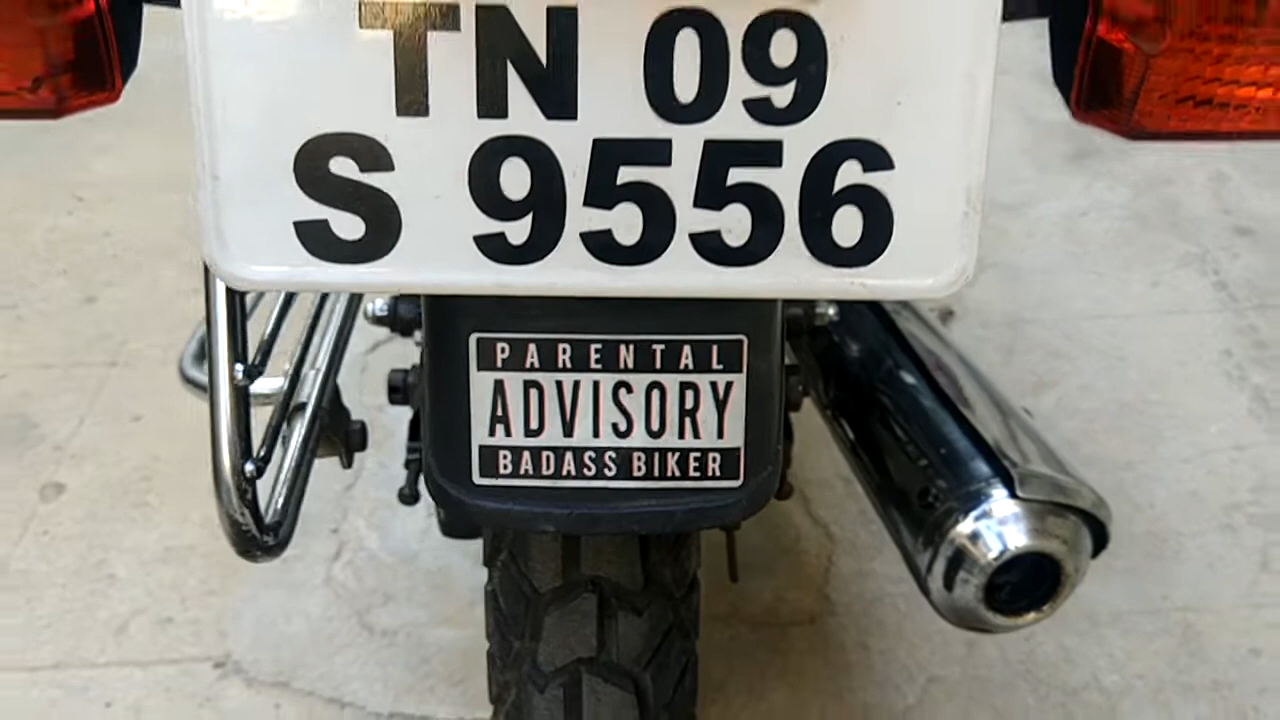 TN 09
S 9556
PARENTAL
ADVISORY
BADASS BIKER